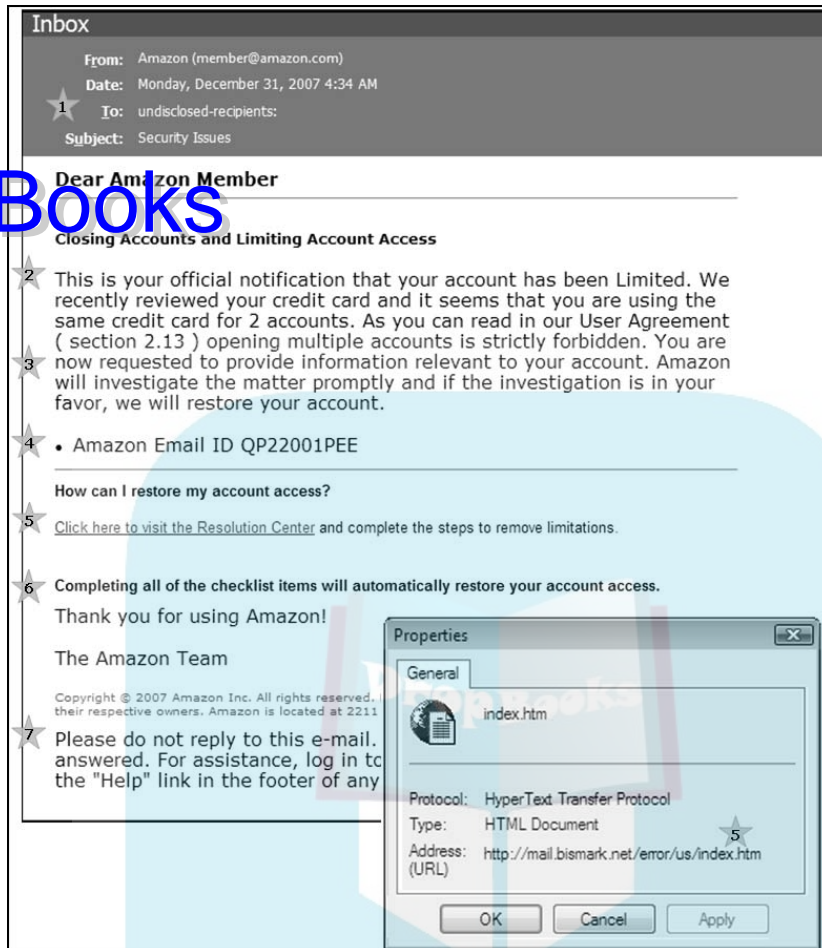 Inbox
From: Amazon (member@amazon.com)
Date: Monday, December 31, 2007 4:34 AM
1 To: undisclosed-recipients:
Subject: Security Issues
Dear Amazon Member
Books
Closing Accounts and Limiting Account Access
2 This is your official notification that your account has been Limited. We
recently reviewed your credit card and it seems that you are using the
same credit card for 2 accounts. As you can read in our User Agreement
( section 2.13 ) opening multiple accounts is strictly forbidden. You are
3 now requested to provide information relevant to your account. Amazon
will investigate the matter promptly and if the investigation is in your
favor, we will restore your account.
4 • Amazon Email ID QP22001PEE
How can I restore my account access?
5 Click here to visit the Resolution Center and complete the steps to remove limitations.
6 Completing all of the checklist items will automatically restore your account access.
Thank you for using Amazon!
The Amazon Team
Copyright © 2007 Amazon Inc. All rights reserved.
their respective owners. Amazon is located at 2211
7 Please do not reply to this e-mail.
answered. For assistance, log in to
the "Help" link in the footer of any
Properties
General
DropBooks
index.htm
Protocol: HyperText Transfer Protocol
Type: HTML Document
5
Address: http://mail.bismark.net/error/us/index.htm
(URL)
OK Cancel Apply